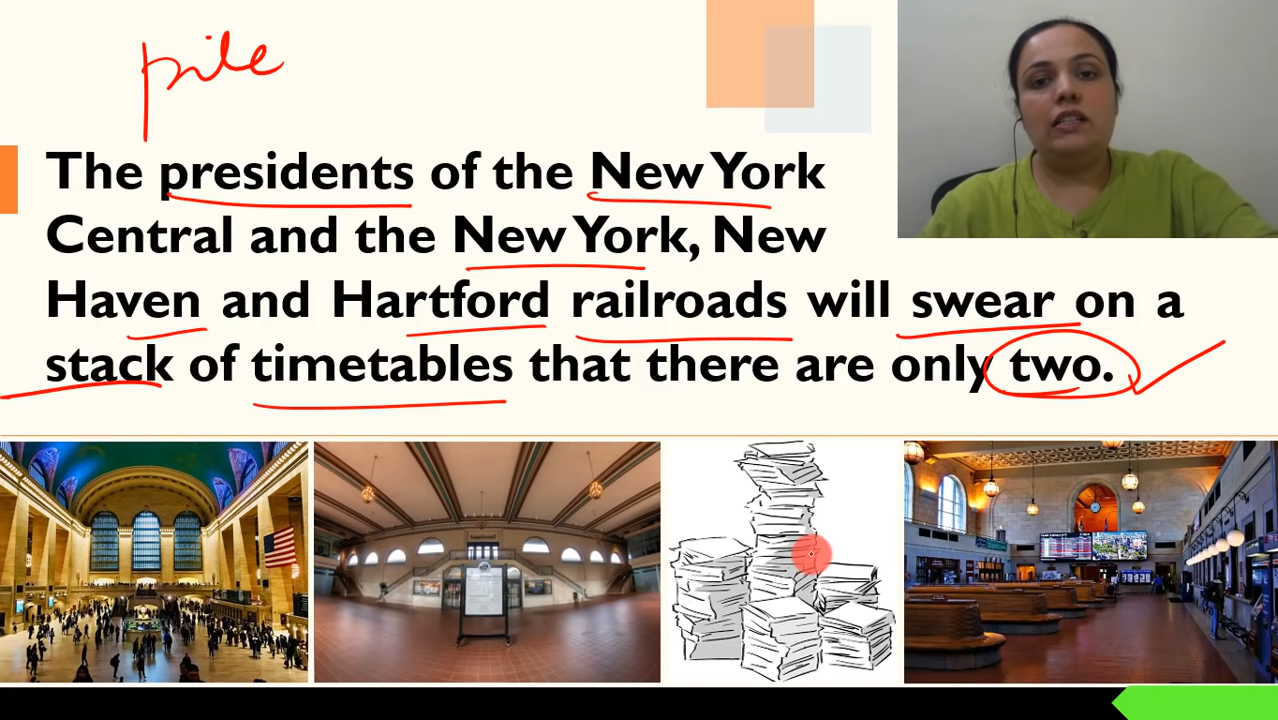 pile
The presidents of the New York
Central and the New York, New
Haven and Hartford railroads will swear on a
stack of timetables that there are only two.